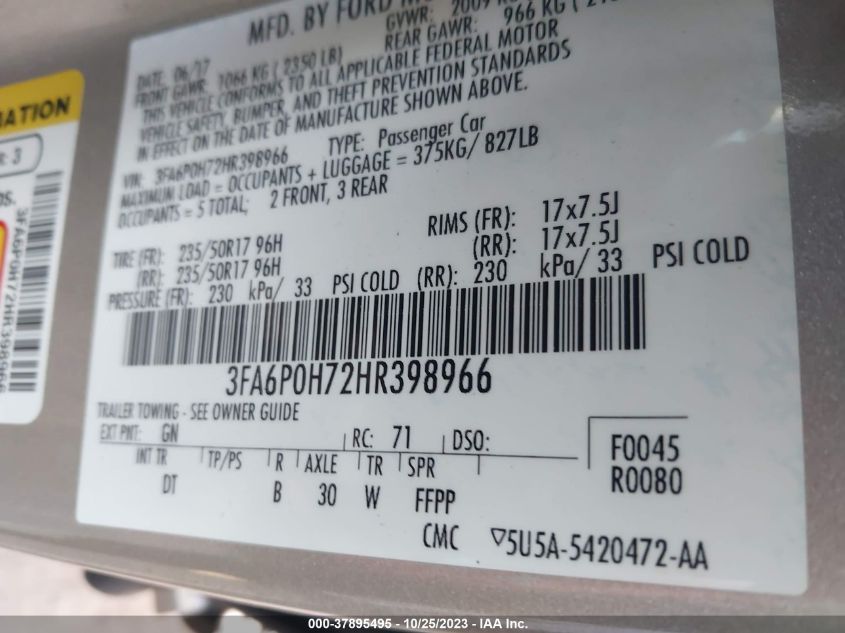 MFD. BY FORD
GVWR: 2009
DATE: 06/17
REAR GAWR: 966 KG
FRONT GAWR: 1066 KG ( 2350 LB)
THIS VEHICLE CONFORMS TO ALL APPLICABLE FEDERAL MOTOR
VEHICLE SAFETY, BUMPER, AND THEFT PREVENTION STANDARDS
IN EFFECT ON THE DATE OF MANUFACTURE SHOWN ABOVE.
VIN: 3FA6P0H72HR398966 TYPE: Passenger Car
MAXIMUM LOAD = OCCUPANTS + LUGGAGE = 375KG/ 827LB
OCCUPANTS = 5 TOTAL; 2 FRONT, 3 REAR
TIRE (FR): 235/50R17 96H RIMS (FR): 17x7.5J
(RR): 235/50R17 96H (RR): 17x7.5J
PRESSURE (FR): 230 kPa/ 33 PSI COLD (RR): 230 kPa/ 33 PSI COLD
3FA6P0H72HR398966
TRAILER TOWING - SEE OWNER GUIDE
EXT PNT: GN RC: 71 DSO:
INT TR TP/PS R AXLE TR SPR
DT B 30 W FFPP
F0045
R0080
CMC ▽5U5A-5420472-AA
MATION
R: 3
3FA6P0H72HR398966
000-37895495 - 10/25/2023 - IAA Inc.